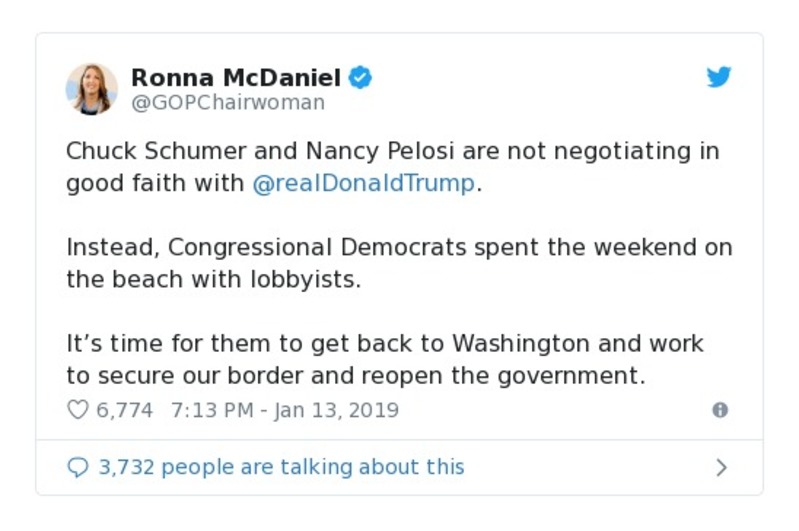 Ronna McDaniel
@GOPChairwoman
Chuck Schumer and Nancy Pelosi are not negotiating in
good faith with @realDonaldTrump.
Instead, Congressional Democrats spent the weekend on
the beach with lobbyists.
It’s time for them to get back to Washington and work
to secure our border and reopen the government.
6,774 7:13 PM - Jan 13, 2019
3,732 people are talking about this